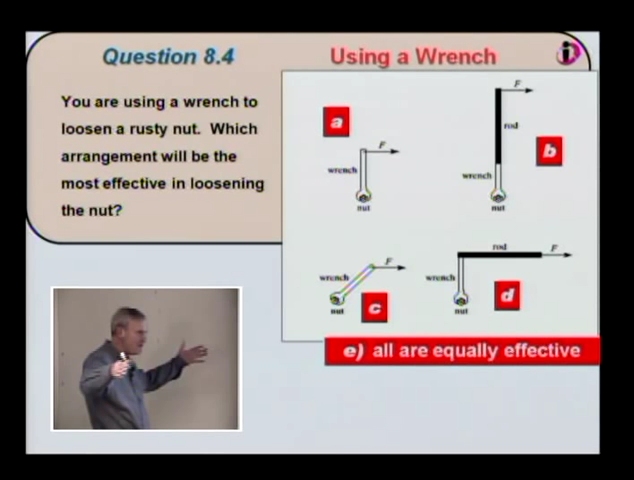 Question 8.4
Using a Wrench
You are using a wrench to
loosen a rusty nut. Which
arrangement will be the
most effective in loosening
the nut?
a
F
wrench
nut
F
rod
b
wrench
nut
F
wrench
nut
c
rod
F
wrench
nut
d
e) all are equally effective